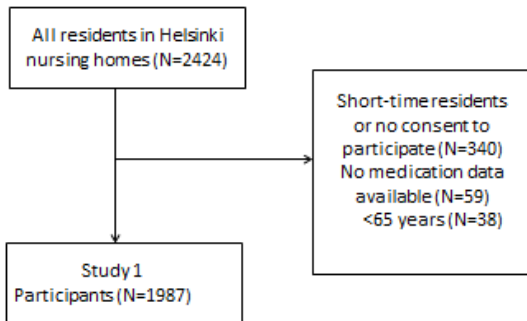 All residents in Helsinki
nursing homes (N=2424)
Short-time residents
or no consent to
participate (N=340)
No medication data
available (N=59)
<65 years (N=38)
Study 1
Participants (N=1987)